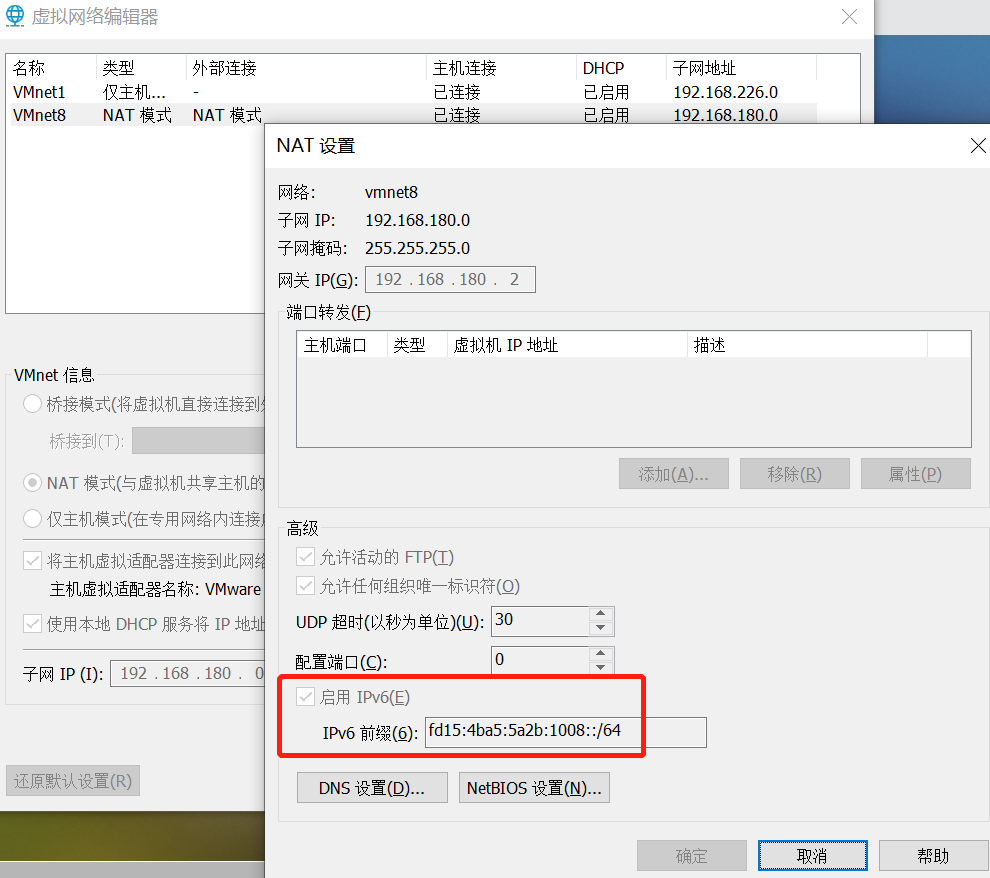 虚拟网络编辑器
名称 类型 外部连接 主机连接 DHCP 子网地址
VMnet1 仅主机... - 已连接 已启用 192.168.226.0
VMnet8 NAT 模式 NAT 模式 已连接 已启用 192.168.180.0
NAT 设置
网络: vmnet8
子网 IP: 192.168.180.0
子网掩码: 255.255.255.0
网关 IP(G): 192 . 168 . 180 . 2
端口转发(F)
主机端口 类型 虚拟机 IP 地址 描述
添加(A)... 移除(R) 属性(P)
高级
允许活动的 FTP(T)
允许任何组织唯一标识符(O)
UDP 超时(以秒为单位)(U): 30
配置端口(C): 0
启用 IPv6(E)
IPv6 前缀(6): fd15:4ba5:5a2b:1008::/64
DNS 设置(D)... NetBIOS 设置(N)...
确定 取消 帮助
VMnet 信息
桥接模式(将虚拟机直接连接到
桥接到(T):
NAT 模式(与虚拟机共享主机的
仅主机模式(在专用网络内连接
将主机虚拟适配器连接到此网络
主机虚拟适配器名称: VMware
使用本地 DHCP 服务将 IP 地址
子网 IP (I): 192 . 168 . 180 . 0
还原默认设置(R)